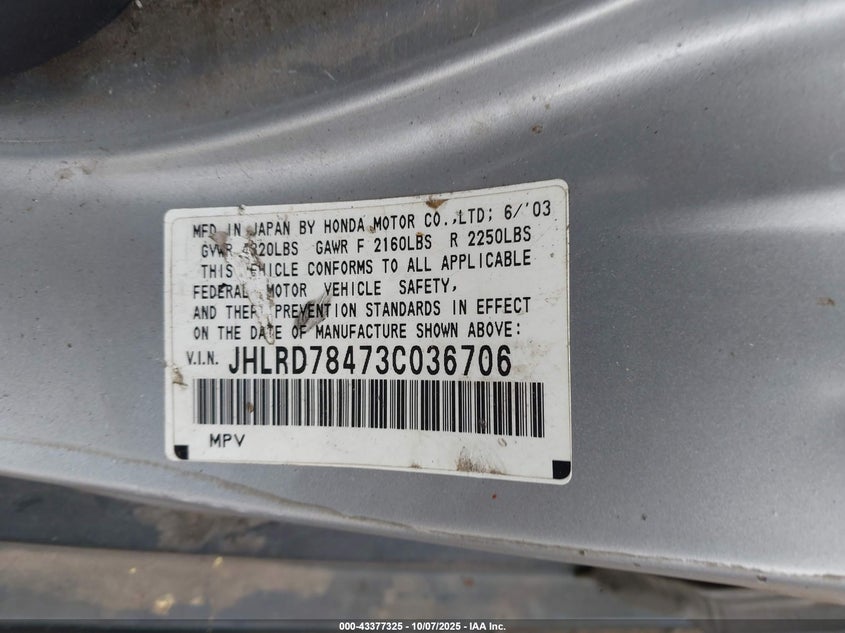 MFD IN JAPAN BY HONDA MOTOR CO.,LTD; 6/'03
GVWR LBS GAWR F 2160LBS R 2250LBS
THIS CONFORMS TO ALL APPLICABLE
FEDERAL MOTOR VEHICLE SAFETY,
AND THEFT PREVENTION STANDARDS IN EFFECT
ON THE DATE OF MANUFACTURE SHOWN ABOVE:
V.I.N. JHLRD78473C036706
MPV
000-43377325 - 10/07/2025 - IAA Inc.